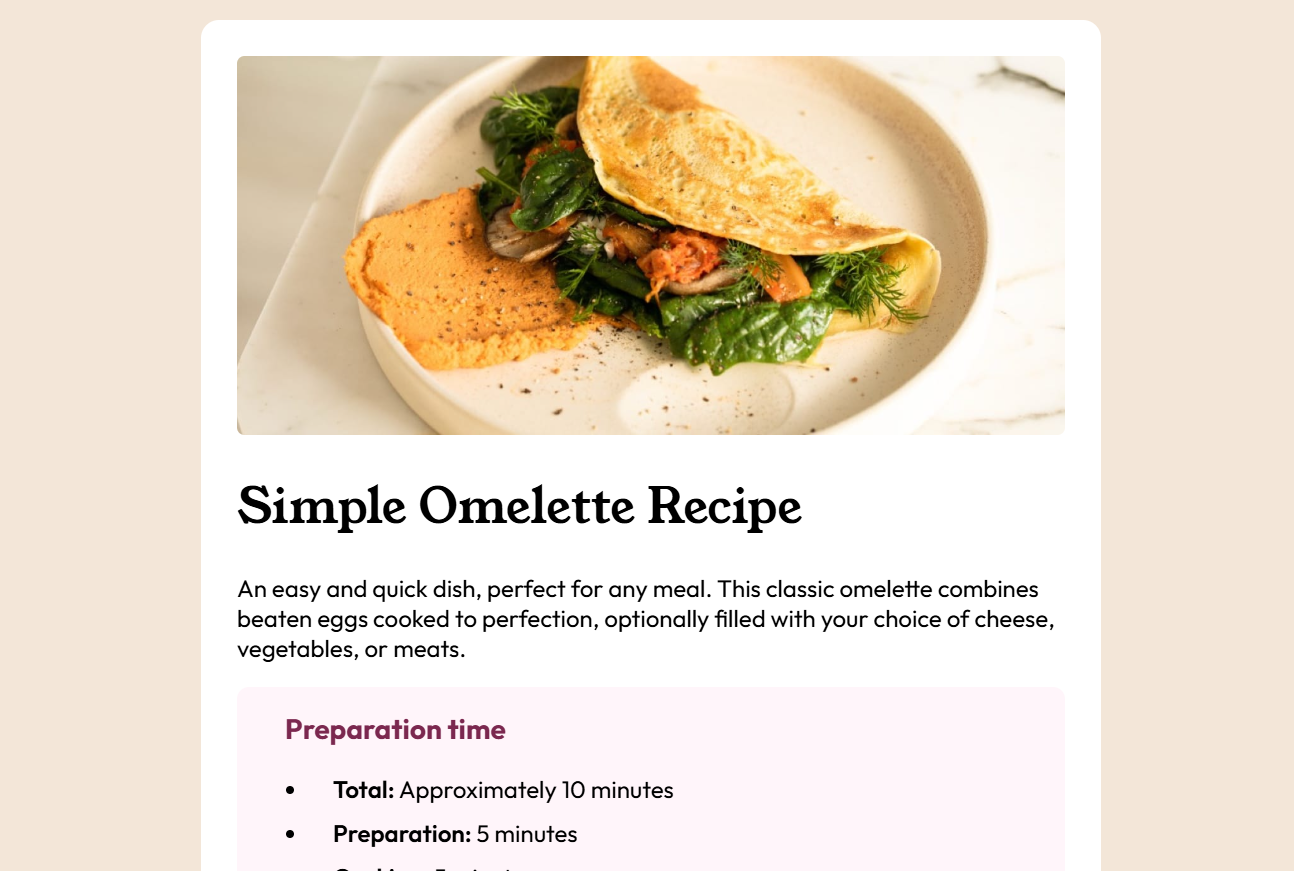 Simple Omelette Recipe
An easy and quick dish, perfect for any meal. This classic omelette combines
beaten eggs cooked to perfection, optionally filled with your choice of cheese,
vegetables, or meats.
Preparation time
• Total: Approximately 10 minutes
• Preparation: 5 minutes